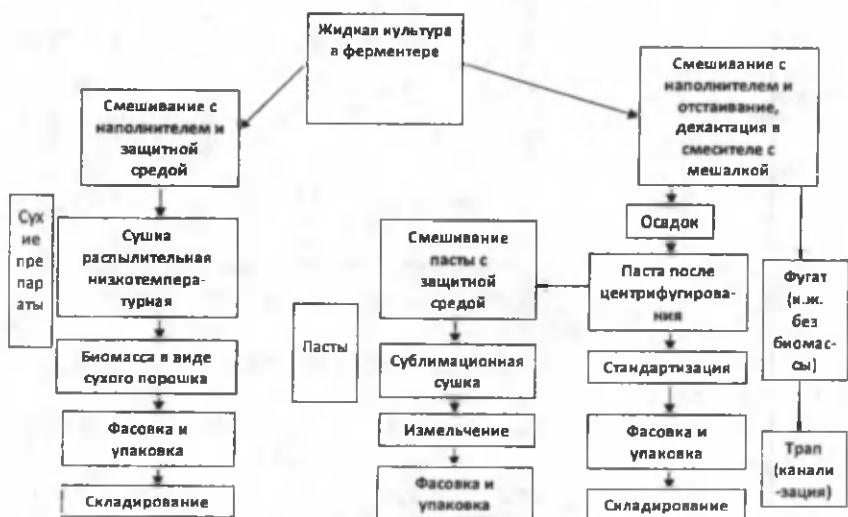 Жидкая культура
в ферментере
Смешивание с
наполнителем и
защитной
средой
Смешивание с
наполнителем и
отстаивание,
дехактация в
смесителе с
мешалкой
Сух
ие
пре
пар
аты
Сушка
распылительная
низкотемпера-
турная
Биомасса в виде
сухого порошка
Фасовка и
упаковка
Складирование
Пасты
Смешивание
пасты с
защитной
средой
Сублимационная
сушка
Измельчение
Фасовка и
упаковка
Осадок
Паста после
центрифугирова-
ния
Стандартизация
Фасовка и
упаковка
Складирование
Фугат
(к.ж.
без
биомас-
сы)
Трап
(канали
-зация)